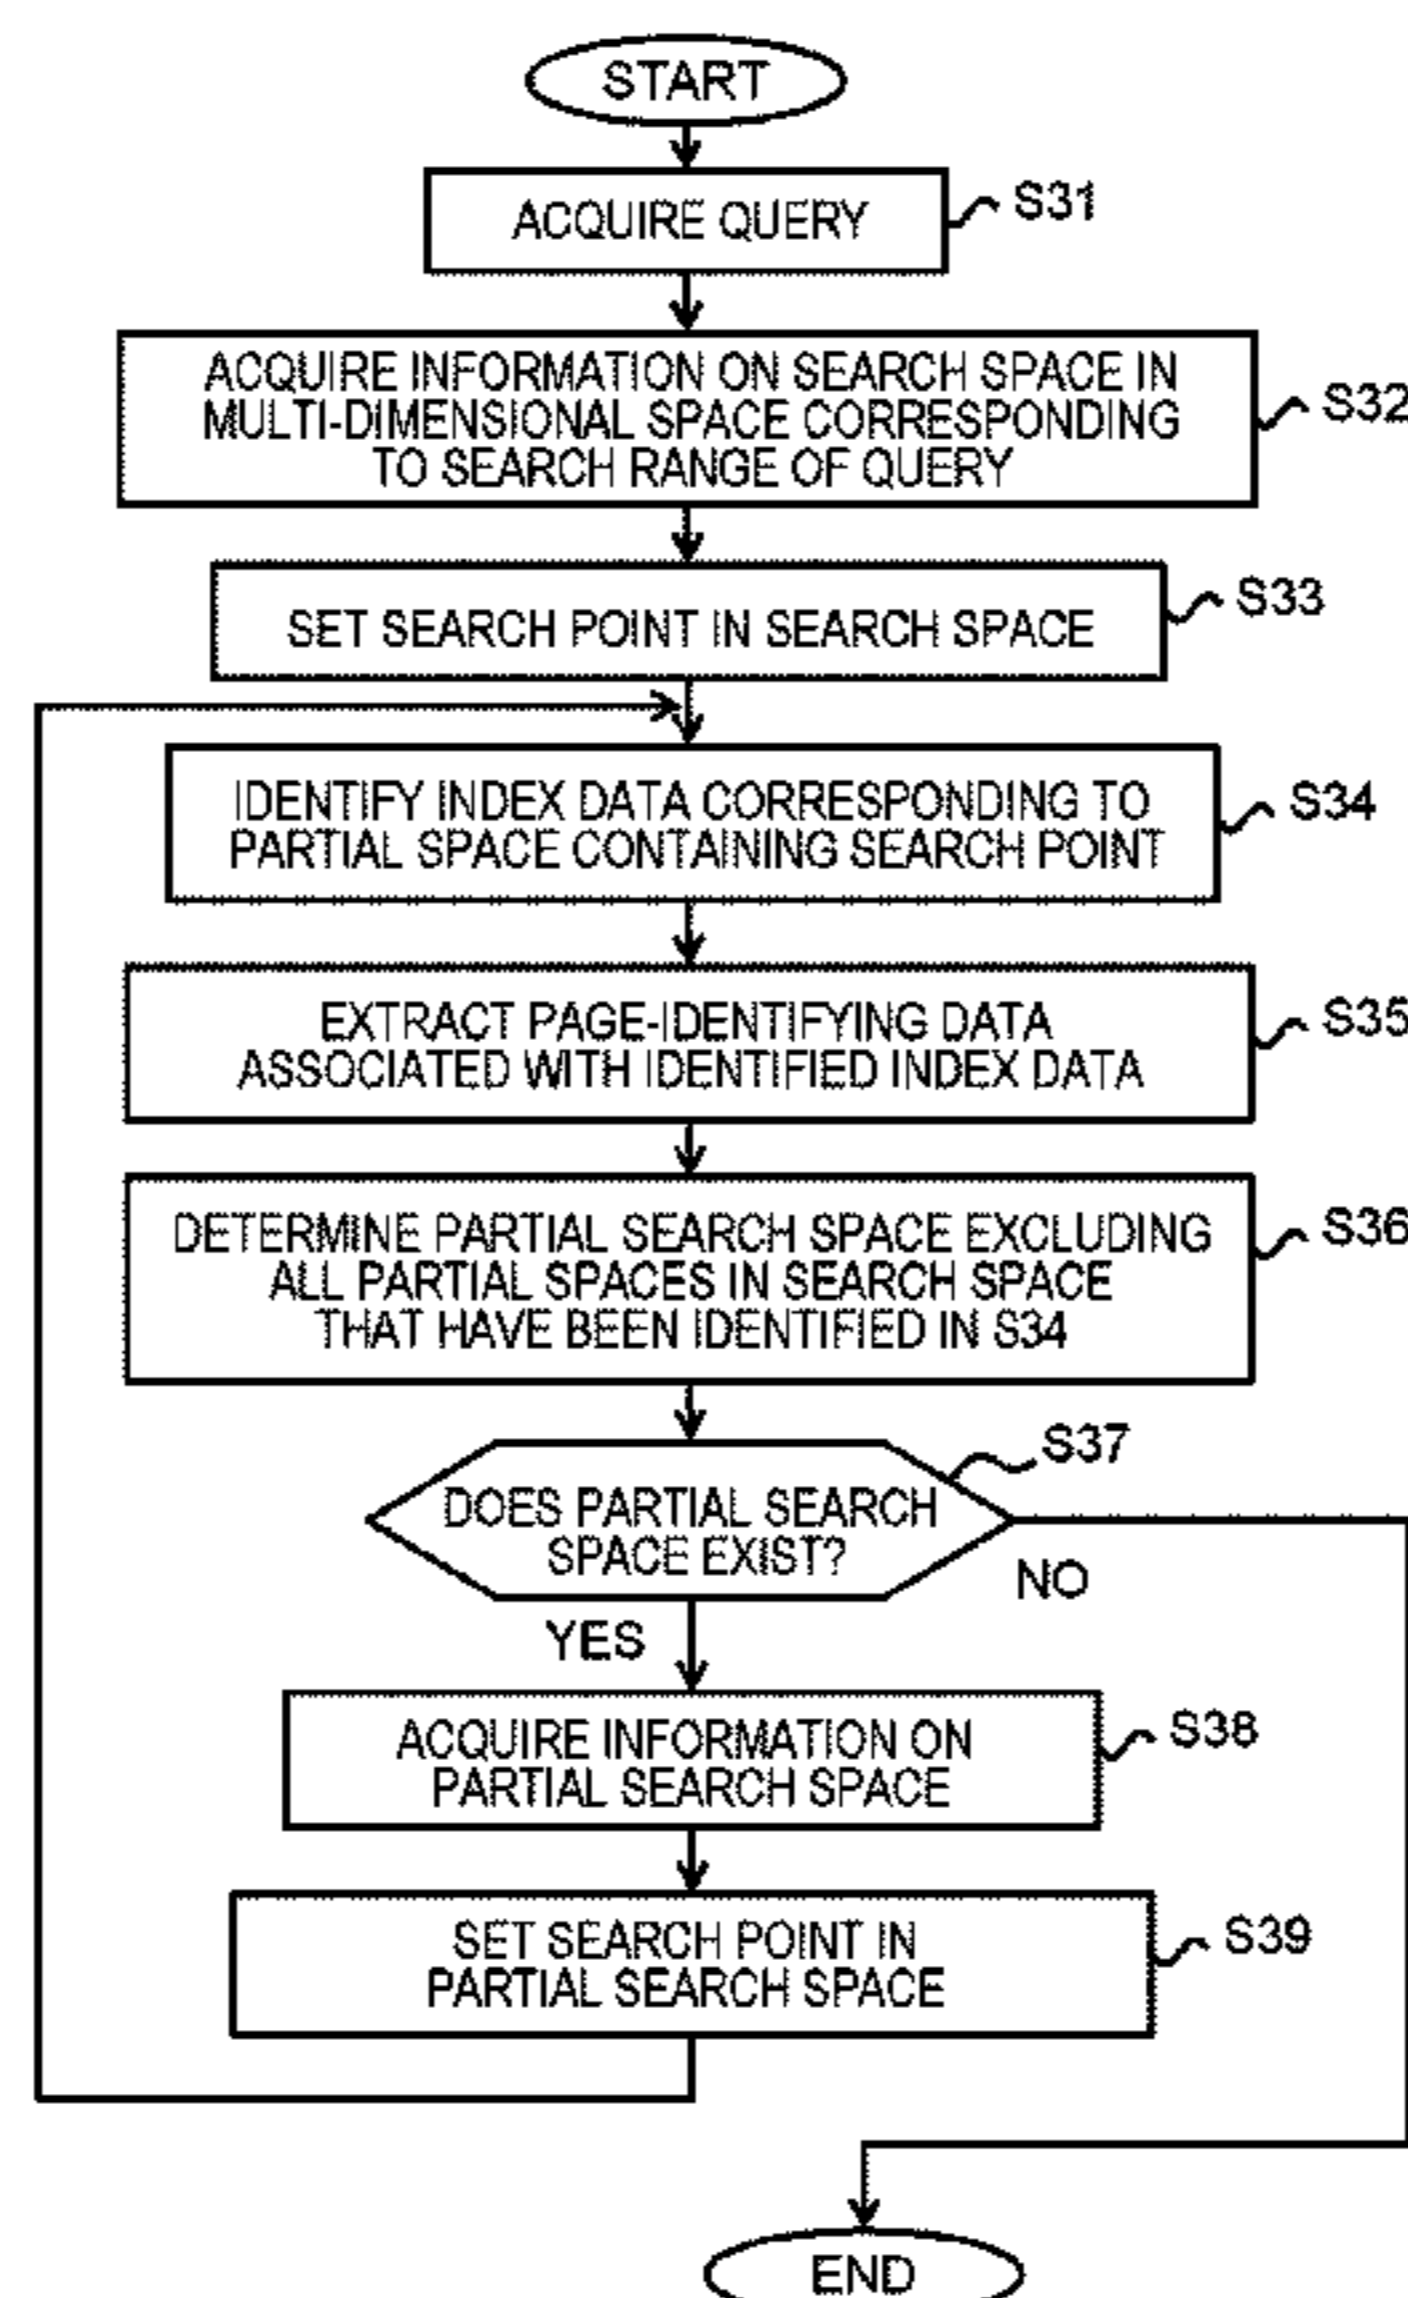 START
ACQUIRE QUERY
S31
ACQUIRE INFORMATION ON SEARCH SPACE IN
MULTI-DIMENSIONAL SPACE CORRESPONDING
TO SEARCH RANGE OF QUERY
S32
SET SEARCH POINT IN SEARCH SPACE
S33
IDENTIFY INDEX DATA CORRESPONDING TO
PARTIAL SPACE CONTAINING SEARCH POINT
S34
EXTRACT PAGE-IDENTIFYING DATA
ASSOCIATED WITH IDENTIFIED INDEX DATA
S35
DETERMINE PARTIAL SEARCH SPACE EXCLUDING
ALL PARTIAL SPACES IN SEARCH SPACE
THAT HAVE BEEN IDENTIFIED IN S34
S36
DOES PARTIAL SEARCH
SPACE EXIST?
S37
NO
YES
ACQUIRE INFORMATION ON
PARTIAL SEARCH SPACE
S38
SET SEARCH POINT IN
PARTIAL SEARCH SPACE
S39
END